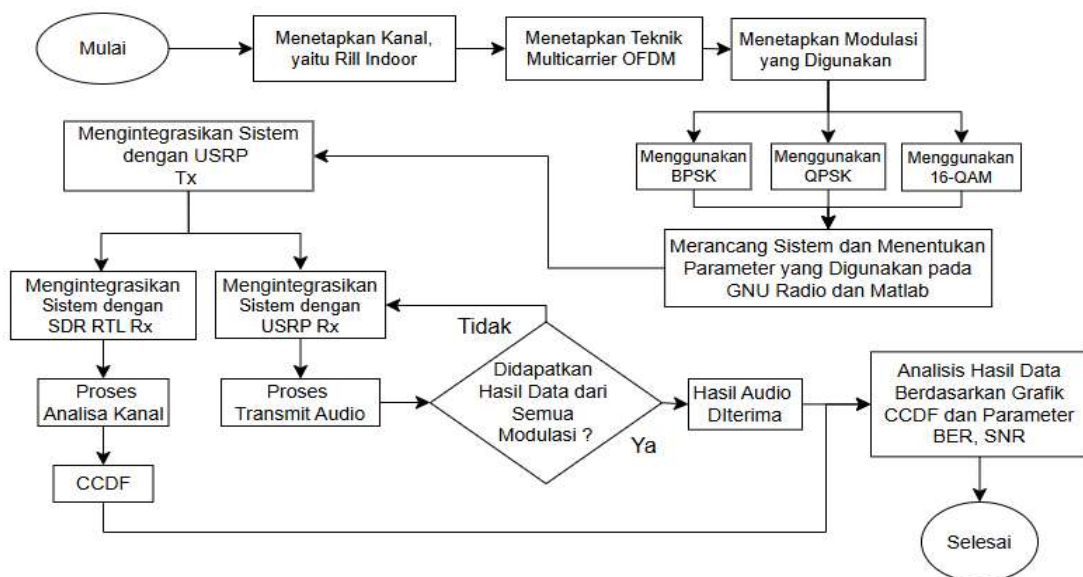 Mulai
Menetapkan Kanal,
yaitu Rill Indoor
Menetapkan Teknik
Multicarrier OFDM
Menetapkan Modulasi
yang Digunakan
Menggunakan
BPSK
Menggunakan
QPSK
Menggunakan
16-QAM
Merancang Sistem dan Menentukan
Parameter yang Digunakan pada
GNU Radio dan Matlab
Mengintegrasikan Sistem
dengan USRP
Tx
Mengintegrasikan
Sistem dengan
SDR RTL Rx
Proses
Analisa Kanal
CCDF
Mengintegrasikan
Sistem dengan
USRP Rx
Proses
Transmit Audio
Didapatkan
Hasil Data dari
Semua
Modulasi ?
Tidak
Ya
Hasil Audio
DIterima
Analisis Hasil Data
Berdasarkan Grafik
CCDF dan Parameter
BER, SNR
Selesai